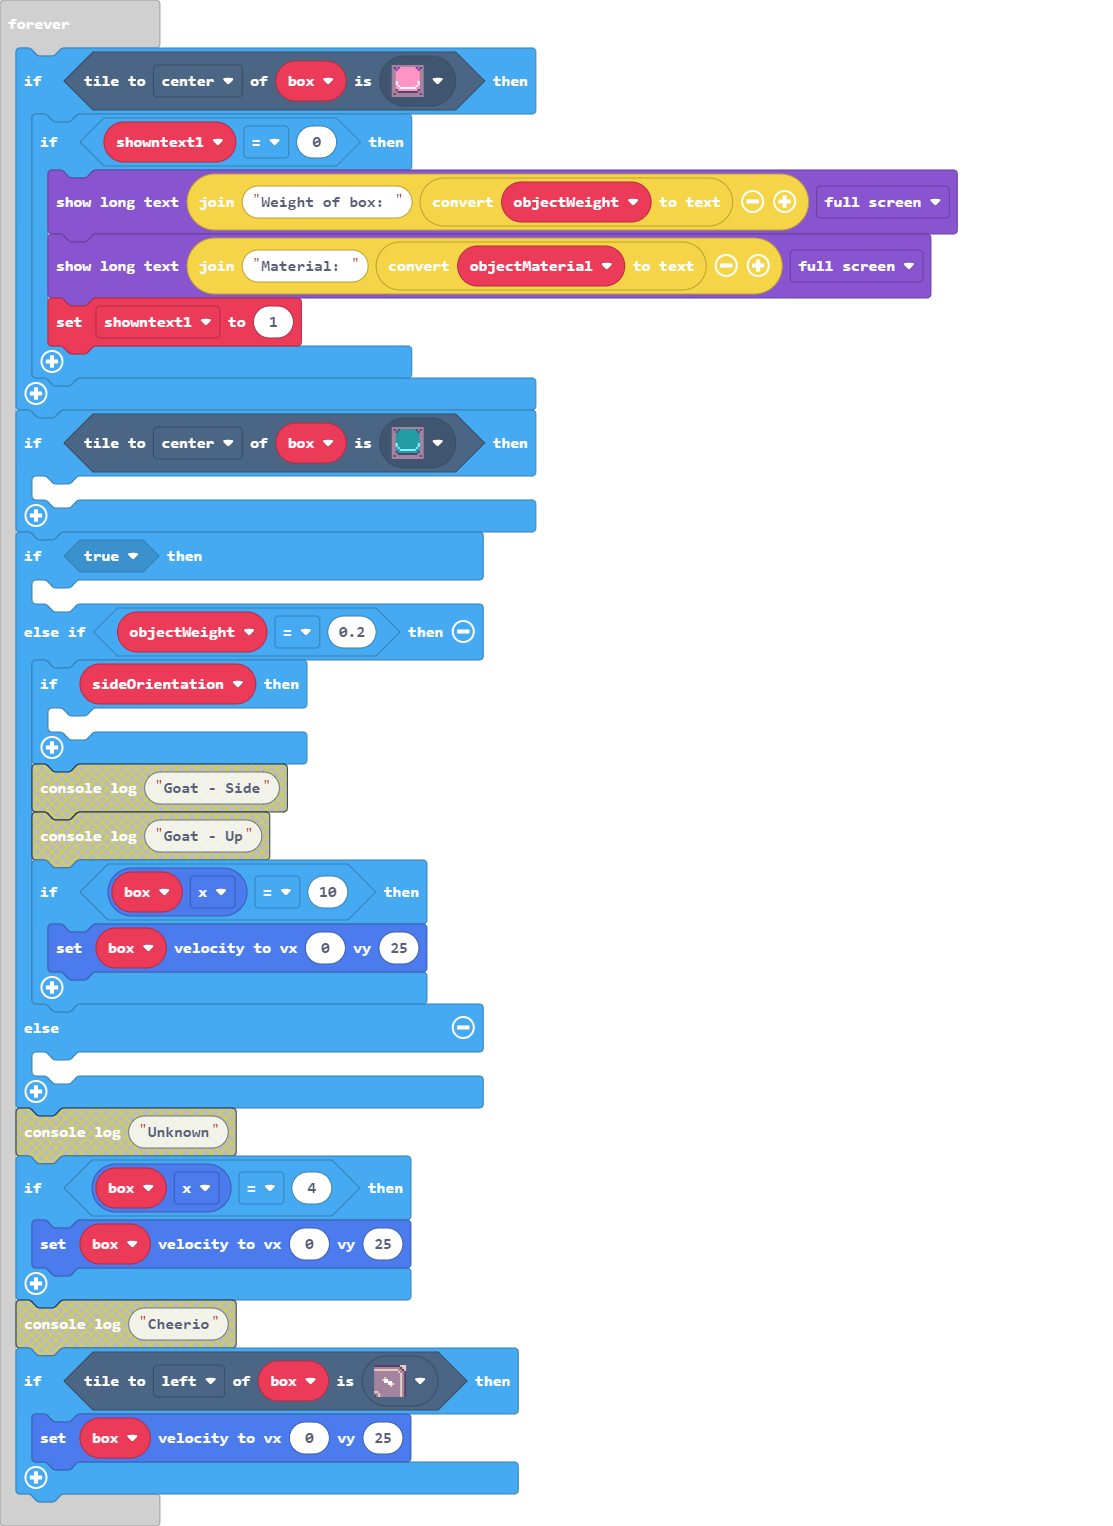 forever
if tile to center of box is then
if showntext1 = 0 then
show long text join "Weight of box: " convert objectWeight to text full screen
show long text join "Material: " convert objectMaterial to text full screen
set showntext1 to 1
if tile to center of box is then
if true then
else if objectWeight = 0.2 then
if sideOrientation then
console log "Goat - Side"
console log "Goat - Up"
if box x = 10 then
set box velocity to vx 0 vy 25
else
console log "Unknown"
if box x = 4 then
set box velocity to vx 0 vy 25
console log "Cheerio"
if tile to left of box is then
set box velocity to vx 0 vy 25